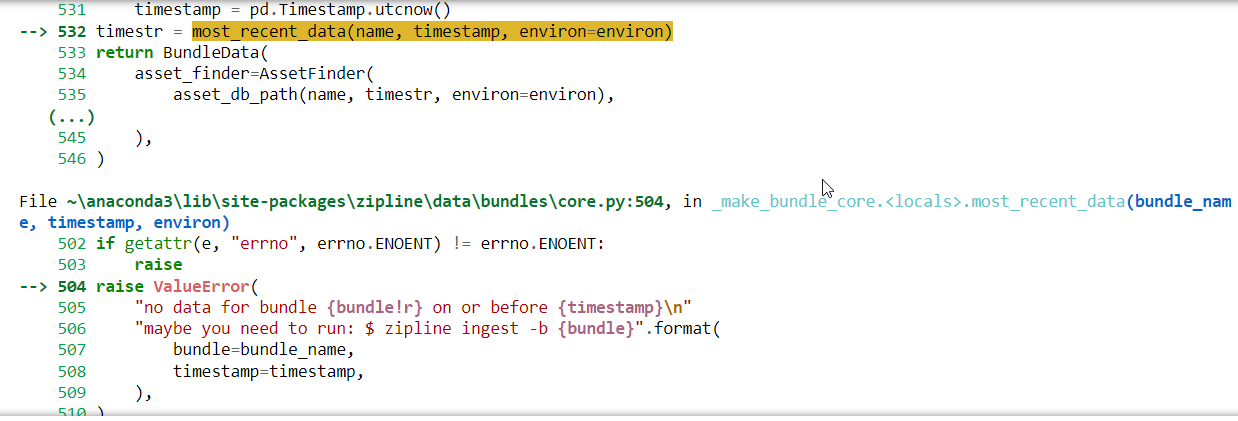 531     timestamp = pd.Timestamp.utcnow()
--> 532 timestr = most_recent_data(name, timestamp, environ=environ)
    533 return BundleData(
    534     asset_finder=AssetFinder(
    535         asset_db_path(name, timestr, environ=environ),
   (...)
    545     ),
    546 )
File ~\anaconda3\lib\site-packages\zipline\data\bundles\core.py:504, in _make_bundle_core.<locals>.most_recent_data(bundle_nam
e, timestamp, environ)
    502 if getattr(e, "errno", errno.ENOENT) != errno.ENOENT:
    503     raise
--> 504 raise ValueError(
    505     "no data for bundle {bundle!r} on or before {timestamp}\n"
    506     "maybe you need to run: $ zipline ingest -b {bundle}".format(
    507         bundle=bundle_name,
    508         timestamp=timestamp,
    509     ),
    510 )